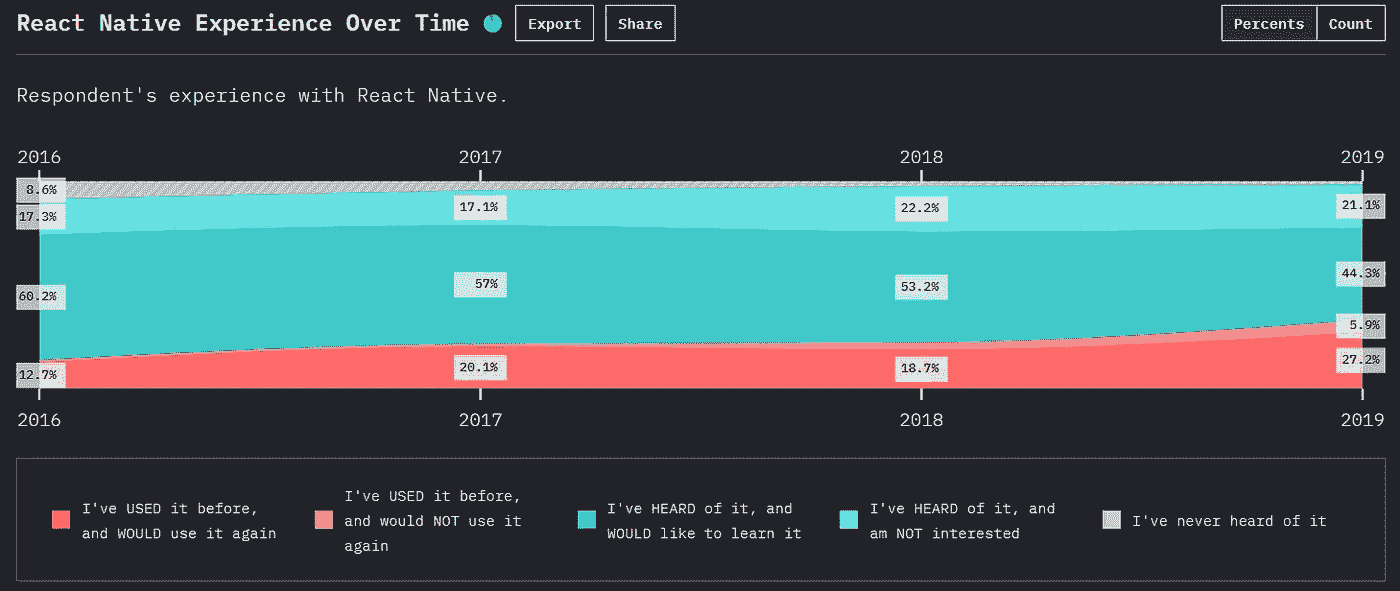 React Native Experience Over Time Export Share Percents Count
Respondent's experience with React Native.
2016 2017 2018 2019
8.6%
17.3% 17.1% 22.2% 21.1%
60.2% 57% 53.2% 44.3%
5.9%
12.7% 20.1% 18.7% 27.2%
2016 2017 2018 2019
I've USED it before,
and WOULD use it again
I've USED it before,
and would NOT use it
again
I've HEARD of it, and
WOULD like to learn it
I've HEARD of it, and
am NOT interested
I've never heard of it